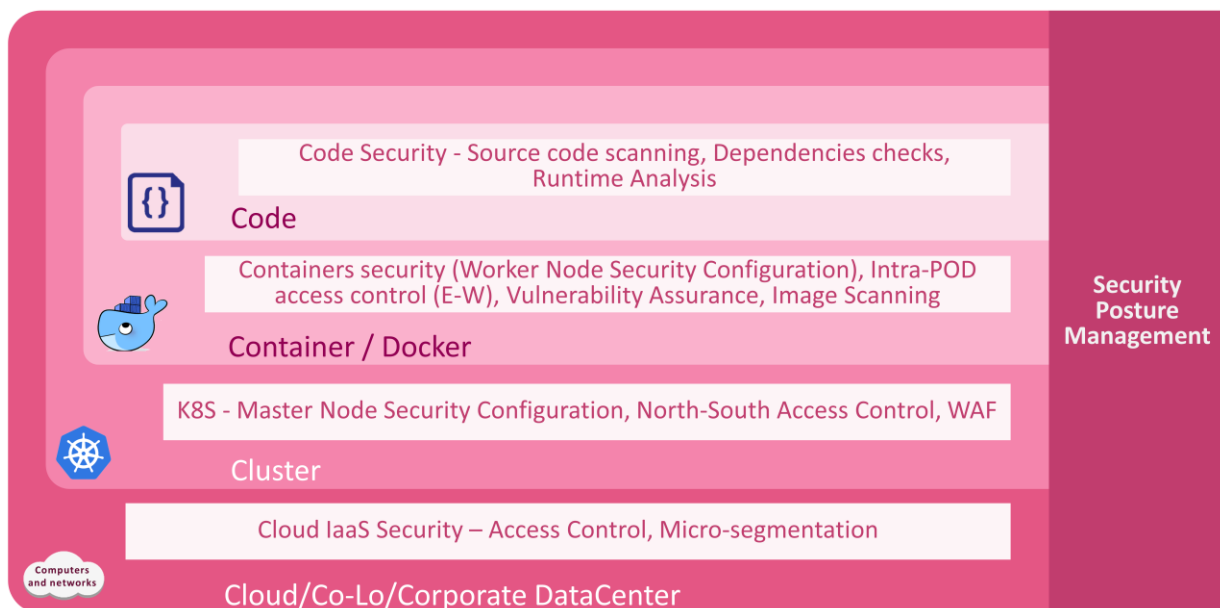 Code Security - Source code scanning, Dependencies checks,
Runtime Analysis
{}
Code
Containers security (Worker Node Security Configuration), Intra-POD
access control (E-W), Vulnerability Assurance, Image Scanning
Container / Docker
K8S - Master Node Security Configuration, North-South Access Control, WAF
Cluster
Cloud IaaS Security – Access Control, Micro-segmentation
Computers
and networks
Cloud/Co-Lo/Corporate DataCenter
Security
Posture
Management